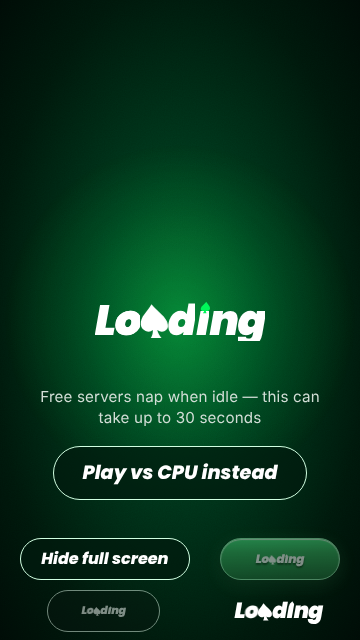 Loading
Free servers nap when idle — this can
take up to 30 seconds
Play vs CPU instead
Hide full screen
Loading
Loading
Loading